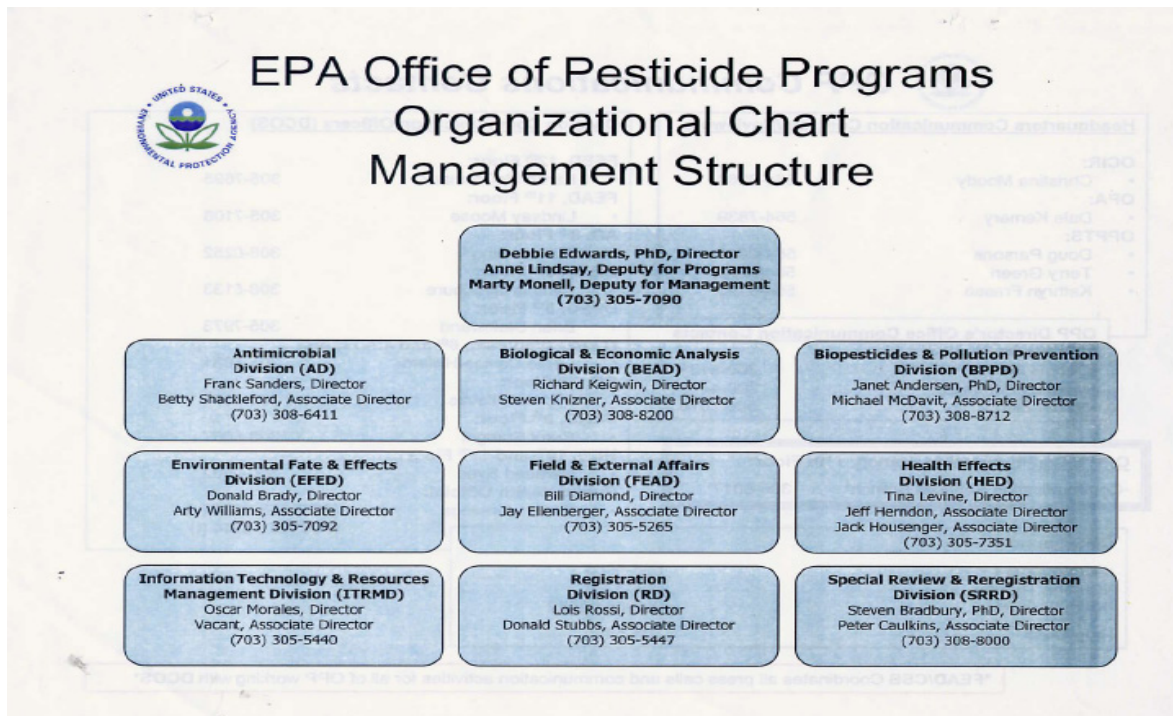 EPA Office of Pesticide Programs
Organizational Chart
Management Structure
UNITED STATES
ENVIRONMENTAL PROTECTION AGENCY
Debbie Edwards, PhD, Director
Anne Lindsay, Deputy for Programs
Marty Monell, Deputy for Management
(703) 305-7090
Antimicrobial
Division (AD)
Frank Sanders, Director
Betty Shackleford, Associate Director
(703) 308-6411
Biological & Economic Analysis
Division (BEAD)
Richard Keigwin, Director
Steven Knizner, Associate Director
(703) 308-8200
Biopesticides & Pollution Prevention
Division (BPPD)
Janet Andersen, PhD, Director
Michael McDavit, Associate Director
(703) 308-8712
Environmental Fate & Effects
Division (EFED)
Donald Brady, Director
Arty Williams, Associate Director
(703) 305-7092
Field & External Affairs
Division (FEAD)
Bill Diamond, Director
Jay Ellenberger, Associate Director
(703) 305-5265
Health Effects
Division (HED)
Tina Levine, Director
Jeff Herndon, Associate Director
Jack Housenger, Associate Director
(703) 305-7351
Information Technology & Resources
Management Division (ITRMD)
Oscar Morales, Director
Vacant, Associate Director
(703) 305-5440
Registration
Division (RD)
Lois Rossi, Director
Donald Stubbs, Associate Director
(703) 305-5447
Special Review & Reregistration
Division (SRRD)
Steven Bradbury, PhD, Director
Peter Caulkins, Associate Director
(703) 308-8000